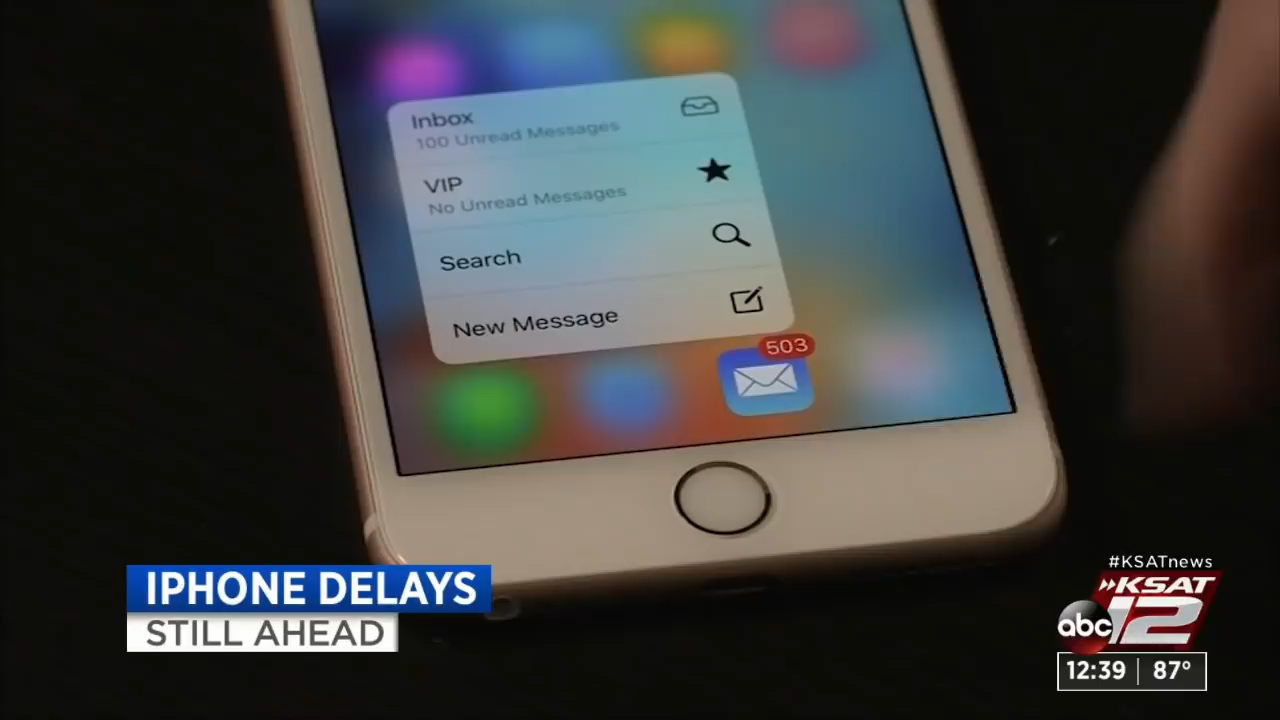 Inbox
100 Unread Messages
VIP
No Unread Messages
Search
New Message
503
IPHONE DELAYS
STILL AHEAD
#KSATnews
KSAT
abc 12
12:39 87°